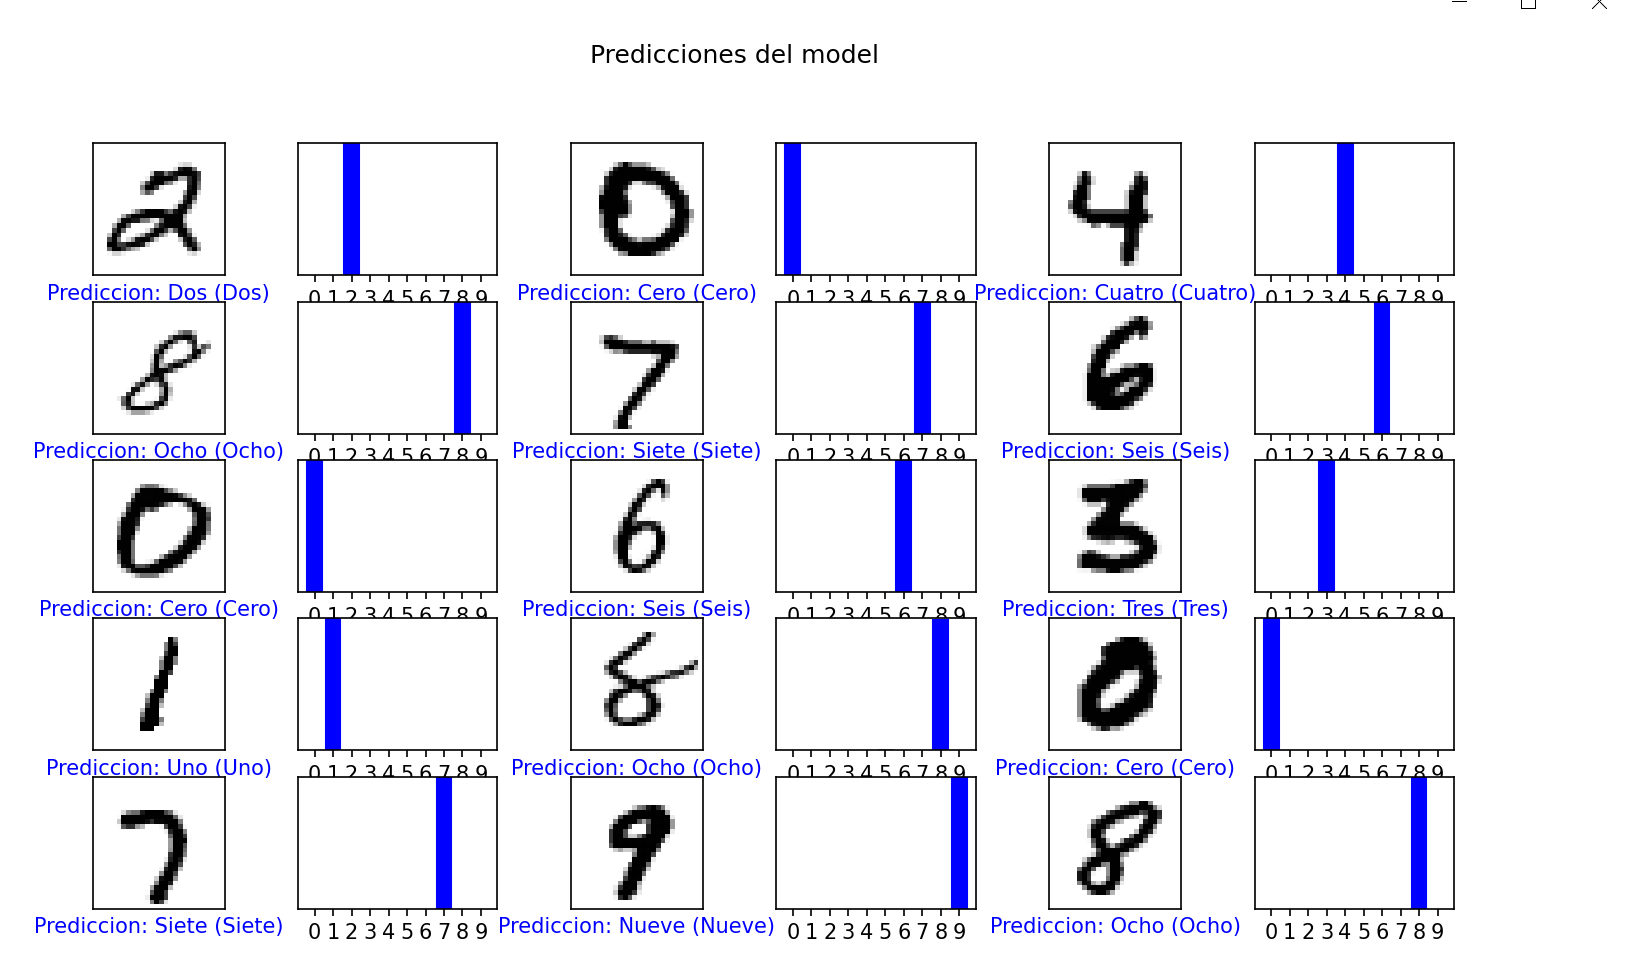 Predicciones del model
2 0 4
Prediccion: Dos (Dos) 0 1 2 3 4 5 6 7 8 9 Prediccion: Cero (Cero) 0 1 2 3 4 5 6 7 8 9 Prediccion: Cuatro (Cuatro) 0 1 2 3 4 5 6 7 8 9
8 7 6
Prediccion: Ocho (Ocho) 0 1 2 3 4 5 6 7 8 9 Prediccion: Siete (Siete) 0 1 2 3 4 5 6 7 8 9 Prediccion: Seis (Seis) 0 1 2 3 4 5 6 7 8 9
0 6 3
Prediccion: Cero (Cero) 0 1 2 3 4 5 6 7 8 9 Prediccion: Seis (Seis) 0 1 2 3 4 5 6 7 8 9 Prediccion: Tres (Tres) 0 1 2 3 4 5 6 7 8 9
1 8 0
Prediccion: Uno (Uno) 0 1 2 3 4 5 6 7 8 9 Prediccion: Ocho (Ocho) 0 1 2 3 4 5 6 7 8 9 Prediccion: Cero (Cero) 0 1 2 3 4 5 6 7 8 9
7 9 8
Prediccion: Siete (Siete) 0 1 2 3 4 5 6 7 8 9 Prediccion: Nueve (Nueve) 0 1 2 3 4 5 6 7 8 9 Prediccion: Ocho (Ocho) 0 1 2 3 4 5 6 7 8 9